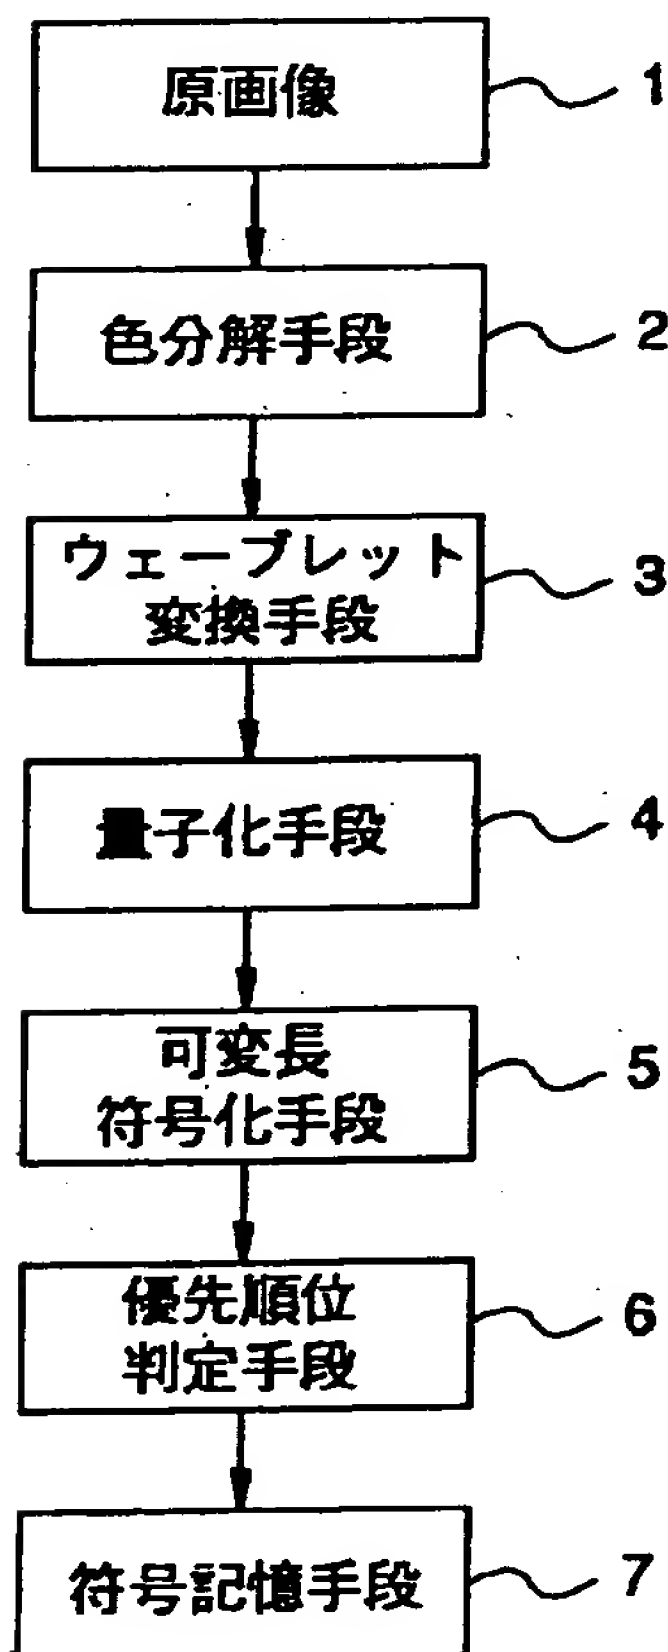 原画像
1
色分解手段
2
ウェーブレット
変換手段
3
量子化手段
4
可変長
符号化手段
5
優先順位
判定手段
6
符号記憶手段
7